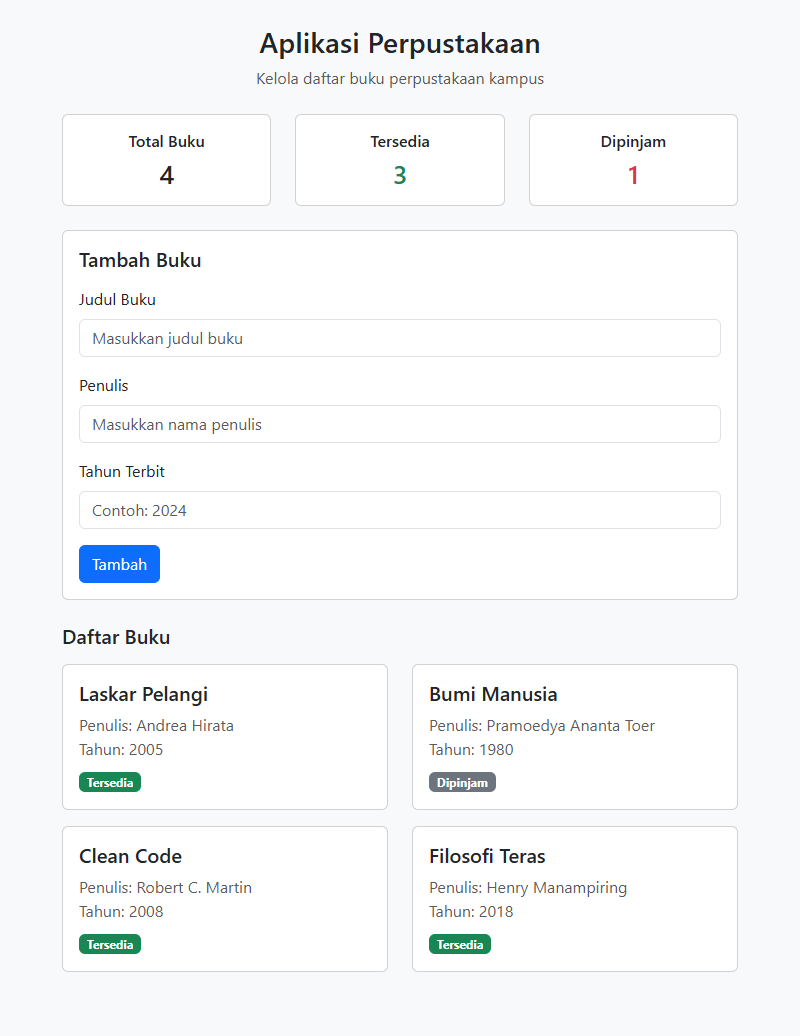 Aplikasi Perpustakaan
Kelola daftar buku perpustakaan kampus
Total Buku
4
Tersedia
3
Dipinjam
1
Tambah Buku
Judul Buku
Masukkan judul buku
Penulis
Masukkan nama penulis
Tahun Terbit
Contoh: 2024
Tambah
Daftar Buku
Laskar Pelangi
Penulis: Andrea Hirata
Tahun: 2005
Tersedia
Bumi Manusia
Penulis: Pramoedya Ananta Toer
Tahun: 1980
Dipinjam
Clean Code
Penulis: Robert C. Martin
Tahun: 2008
Tersedia
Filosofi Teras
Penulis: Henry Manampiring
Tahun: 2018
Tersedia